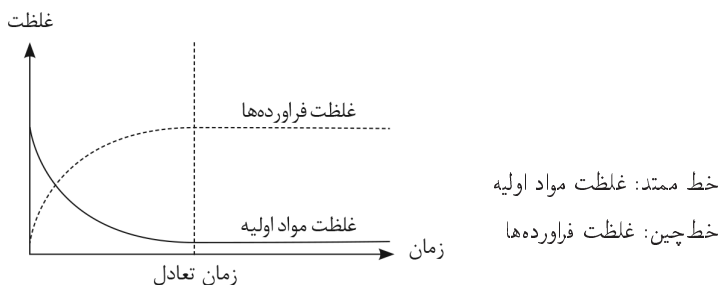 غلظت
غلظت فراورده‌ها
خط ممتد: غلظت مواد اولیه
غلظت مواد اولیه
خط‌چین: غلظت فراورده‌ها
زمان
زمان تعادل